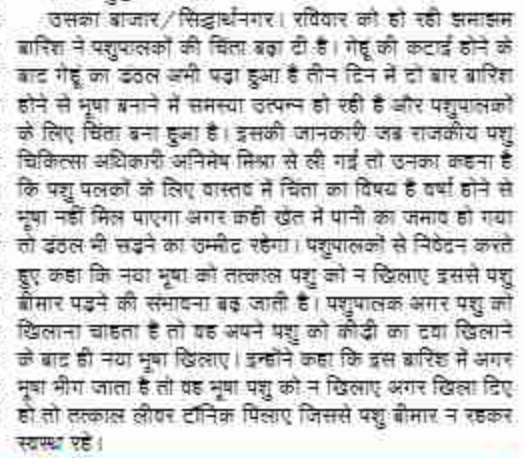 उसका बाजार/सिद्धार्थनगर। रविवार को हो रही झमाझम
बारिश ने पशुपालकों की चिंता बढ़ा दी है। गेहूं की कटाई होने के
बाद गेहूं का डंठल अभी पड़ा हुआ है तीन दिन में दो बार बारिश
होने से भूषा बनाने में समस्या उत्पन्न हो रही है और पशुपालकों
के लिए चिंता बना हुआ है। इसकी जानकारी जब राजकीय पशु
चिकित्सा अधिकारी अनिमेष मिश्रा से ली गई तो उनका कहना है
कि पशु पलकों के लिए वास्तव में चिंता का विषय है वर्षा होने से
भूषा नहीं मिल पाएगा अगर कही खेत में पानी का जमाव हो गया
तो डंठल भी सड़ने का उम्मीद रहेगा। पशुपालकों से निवेदन करते
हुए कहा कि नया भूषा को तत्काल पशु को न खिलाए इससे पशु
बीमार पड़ने की संभावना बढ़ जाती है। पशुपालक अगर पशु को
खिलाना चाहता है तो वह अपने पशु को कीड़ी का दवा खिलाने
के बाद ही नया भूषा खिलाए। इन्होंने कहा कि इस बारिश में अगर
भूषा भीग जाता है तो वह भूषा पशु को न खिलाए अगर खिला दिए
हो तो तत्काल लीवर टॉनिक पिलाए जिससे पशु बीमार न रहकर
स्वस्थ रहे।